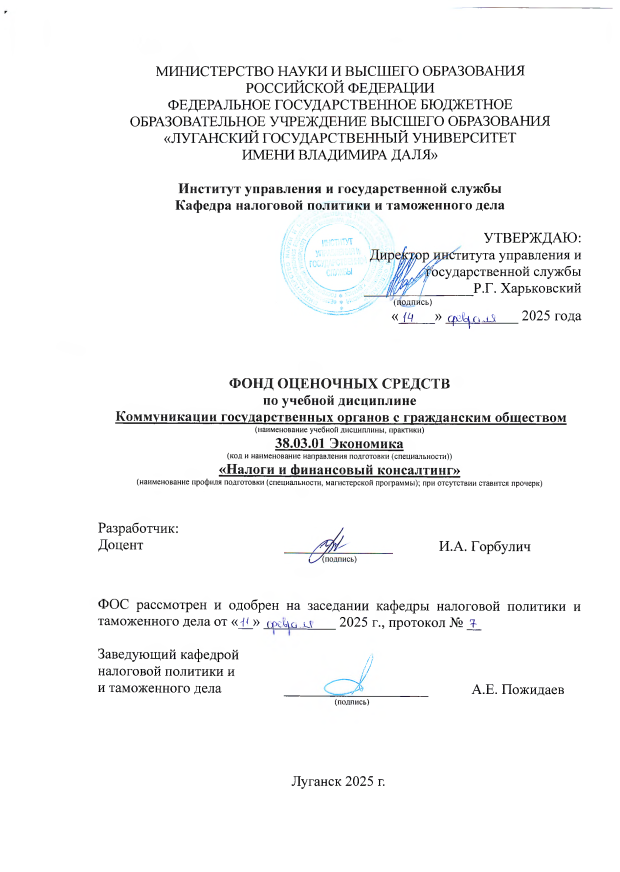 МИНИСТЕРСТВО НАУКИ И ВЫСШЕГО ОБРАЗОВАНИЯ
РОССИЙСКОЙ ФЕДЕРАЦИИ
ФЕДЕРАЛЬНОЕ ГОСУДАРСТВЕННОЕ БЮДЖЕТНОЕ
ОБРАЗОВАТЕЛЬНОЕ УЧРЕЖДЕНИЕ ВЫСШЕГО ОБРАЗОВАНИЯ
«ЛУГАНСКИЙ ГОСУДАРСТВЕННЫЙ УНИВЕРСИТЕТ
ИМЕНИ ВЛАДИМИРА ДАЛЯ»
Институт управления и государственной службы
Кафедра налоговой политики и таможенного дела
УТВЕРЖДАЮ:
Директор института управления и
государственной службы
Р.Г. Харьковский
(подпись)
«14» февраля 2025 года
ФОНД ОЦЕНОЧНЫХ СРЕДСТВ
по учебной дисциплине
Коммуникации государственных органов с гражданским обществом
(наименование учебной дисциплины, практики)
38.03.01 Экономика
(код и наименование направления подготовки (специальности))
«Налоги и финансовый консалтинг»
(наименование профиля подготовки (специальности, магистерской программы); при отсутствии ставится прочерк)
Разработчик:
Доцент И.А. Горбулич
(подпись)
ФОС рассмотрен и одобрен на заседании кафедры налоговой политики и
таможенного дела от «11» февраля 2025 г., протокол № 7
Заведующий кафедрой
налоговой политики и
и таможенного дела А.Е. Пожидаев
(подпись)
Луганск 2025 г.